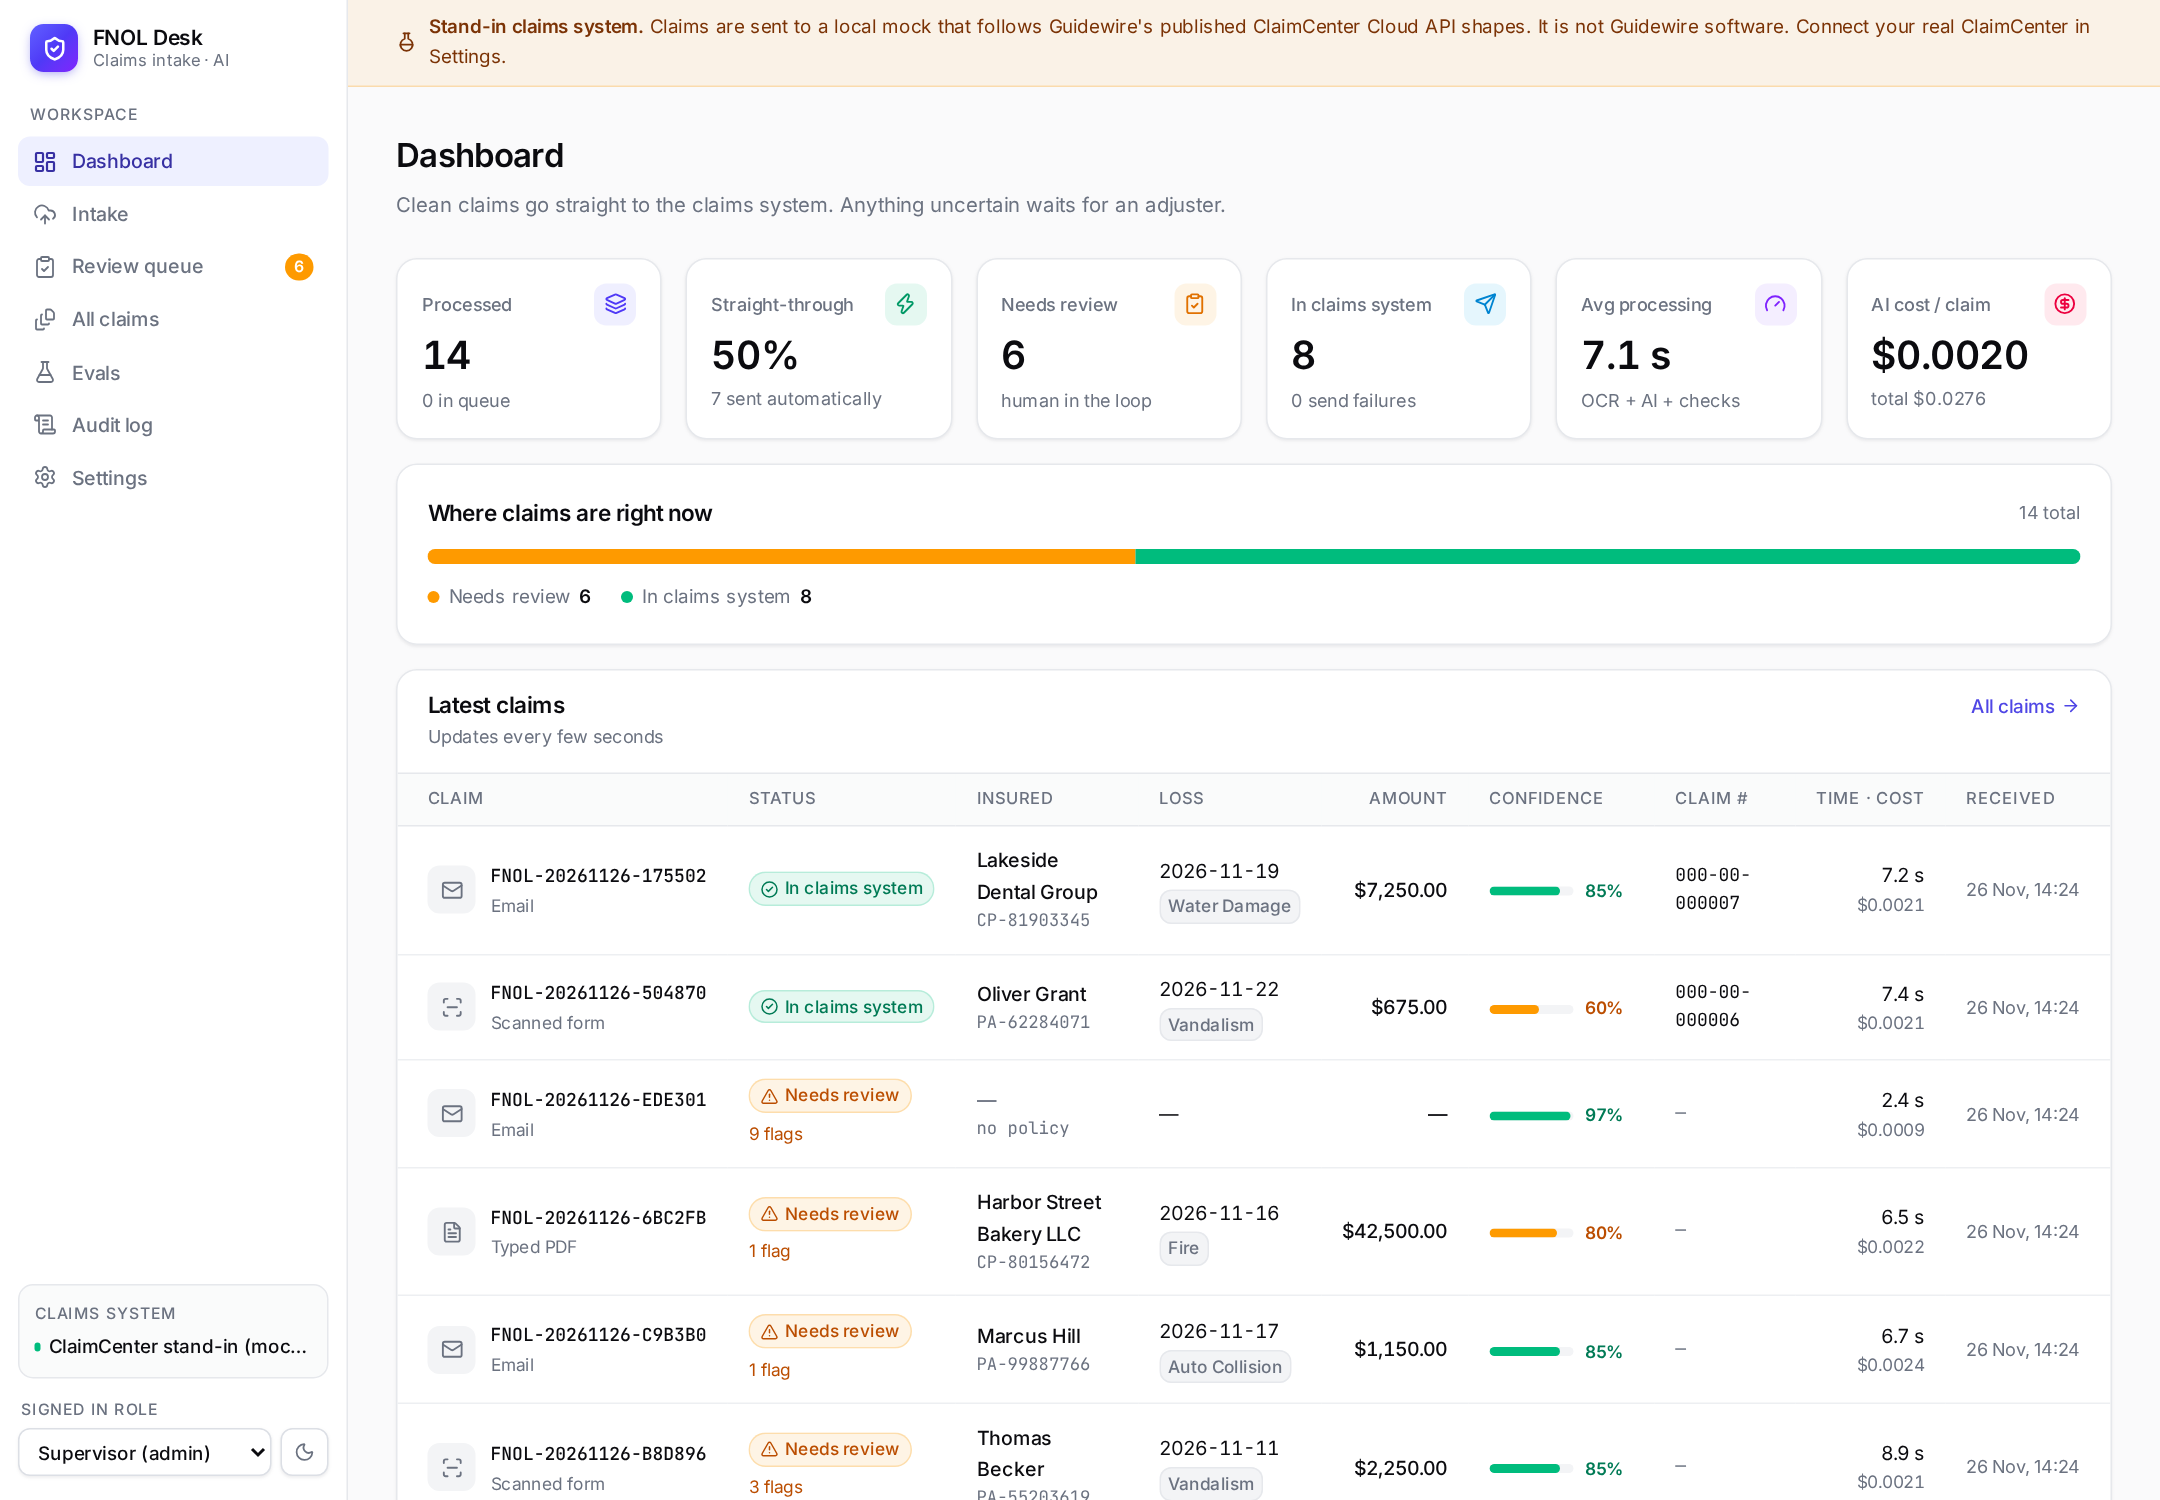 FNOL Desk
Claims intake · AI
WORKSPACE
Dashboard
Intake
Review queue 6
All claims
Evals
Audit log
Settings
CLAIMS SYSTEM
ClaimCenter stand-in (moc...
SIGNED IN ROLE
Supervisor (admin)
Stand-in claims system. Claims are sent to a local mock that follows Guidewire's published ClaimCenter Cloud API shapes. It is not Guidewire software. Connect your real ClaimCenter in
Settings.
Dashboard
Clean claims go straight to the claims system. Anything uncertain waits for an adjuster.
Processed
14
0 in queue
Straight-through
50%
7 sent automatically
Needs review
6
human in the loop
In claims system
8
0 send failures
Avg processing
7.1 s
OCR + AI + checks
AI cost / claim
$0.0020
total $0.0276
Where claims are right now 14 total
Needs review 6 In claims system 8
Latest claims All claims →
Updates every few seconds
CLAIM STATUS INSURED LOSS AMOUNT CONFIDENCE CLAIM # TIME · COST RECEIVED
FNOL-20261126-175502
Email
In claims system
Lakeside
Dental Group
CP-81903345
2026-11-19
Water Damage
$7,250.00
85%
000-00-
000007
7.2 s
$0.0021
26 Nov, 14:24
FNOL-20261126-504870
Scanned form
In claims system
Oliver Grant
PA-62284071
2026-11-22
Vandalism
$675.00
60%
000-00-
000006
7.4 s
$0.0021
26 Nov, 14:24
FNOL-20261126-EDE301
Email
Needs review
9 flags
—
no policy
—
—
97%
—
2.4 s
$0.0009
26 Nov, 14:24
FNOL-20261126-6BC2FB
Typed PDF
Needs review
1 flag
Harbor Street
Bakery LLC
CP-80156472
2026-11-16
Fire
$42,500.00
80%
—
6.5 s
$0.0022
26 Nov, 14:24
FNOL-20261126-C9B3B0
Email
Needs review
1 flag
Marcus Hill
PA-99887766
2026-11-17
Auto Collision
$1,150.00
85%
—
6.7 s
$0.0024
26 Nov, 14:24
FNOL-20261126-B8D896
Scanned form
Needs review
3 flags
Thomas
Becker
PA-55203619
2026-11-11
Vandalism
$2,250.00
85%
—
8.9 s
$0.0021
26 Nov, 14:24